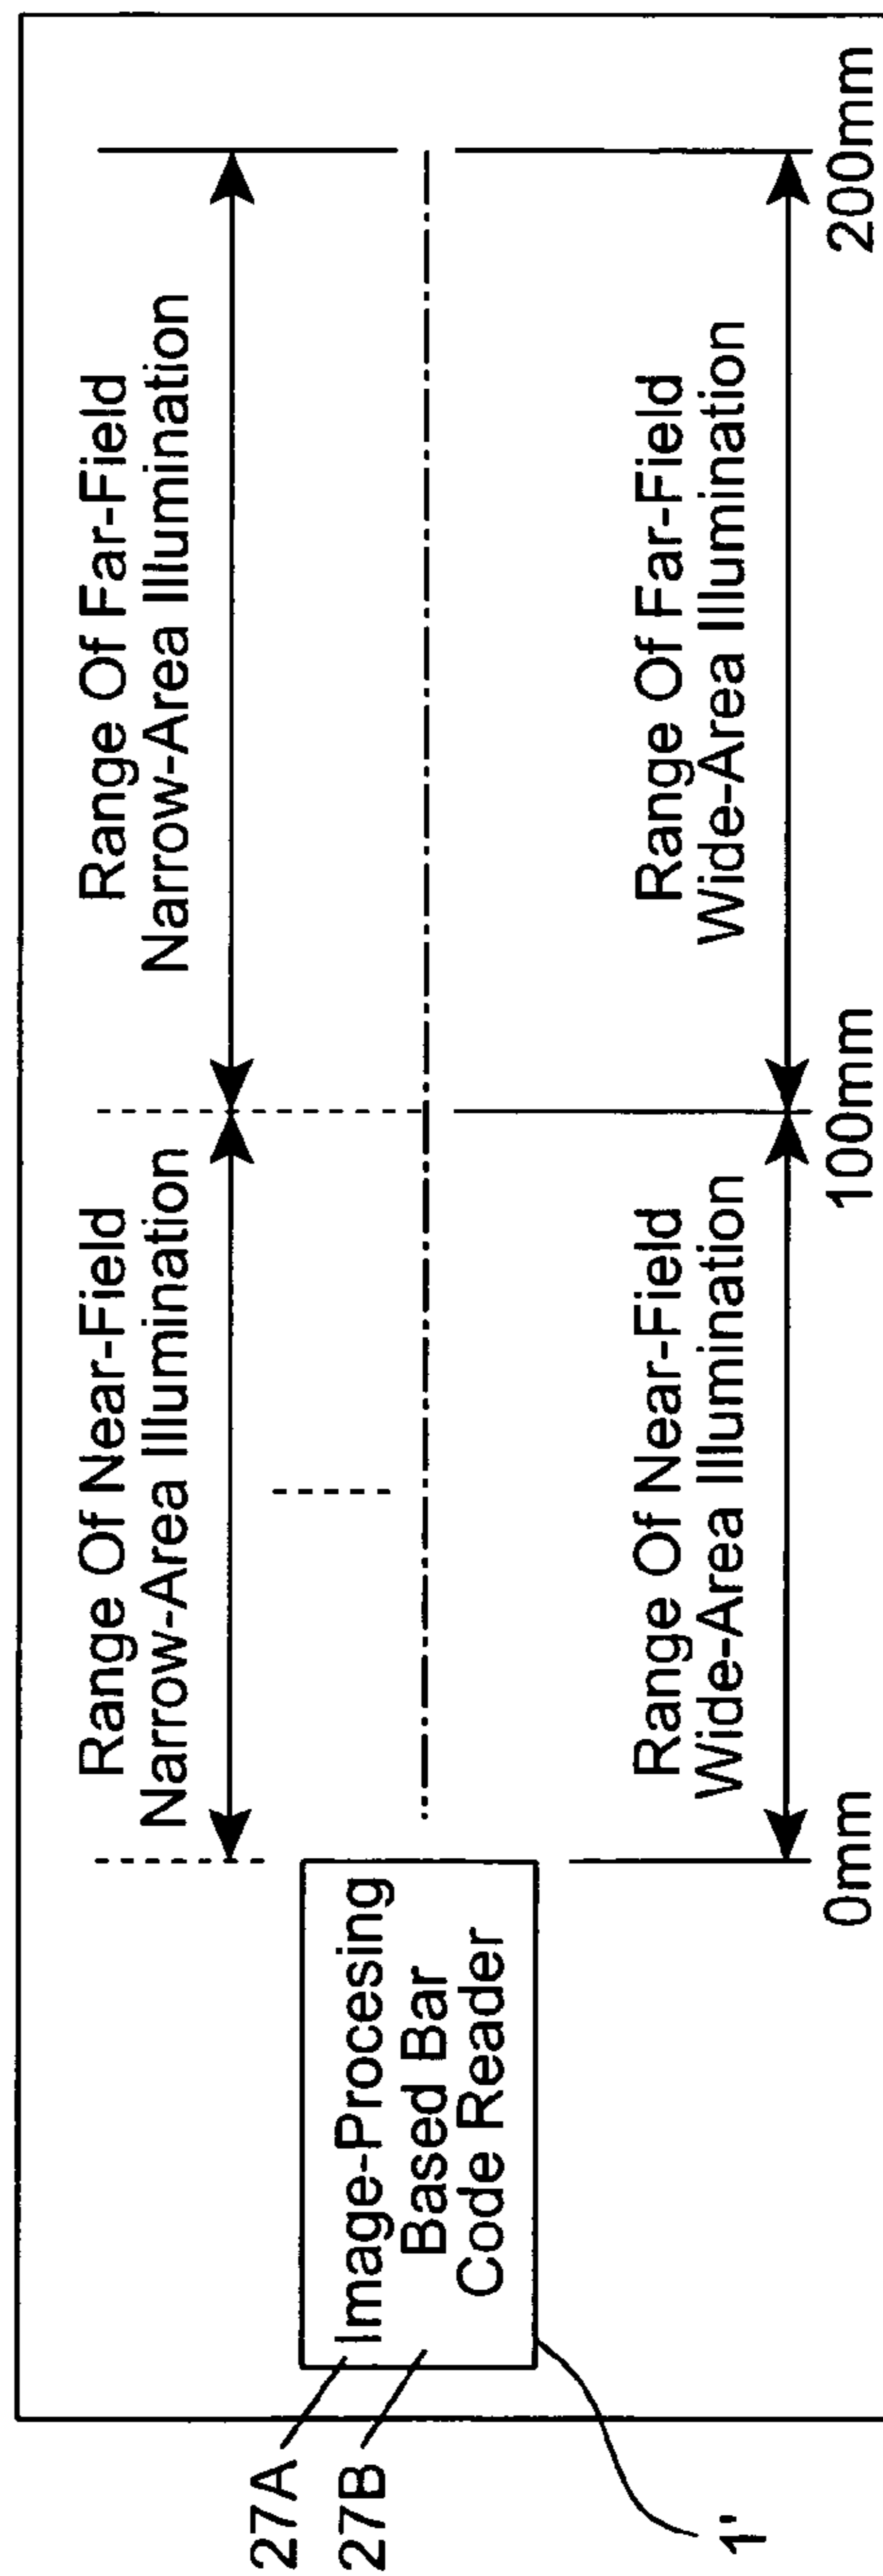 Range Of Near-Field
Narrow-Area Illumination
Range Of Far-Field
Narrow-Area Illumination
27A
27B
Image-Procesing
Based Bar
Code Reader
1'
Range Of Near-Field
Wide-Area Illumination
Range Of Far-Field
Wide-Area Illumination
0mm
100mm
200mm